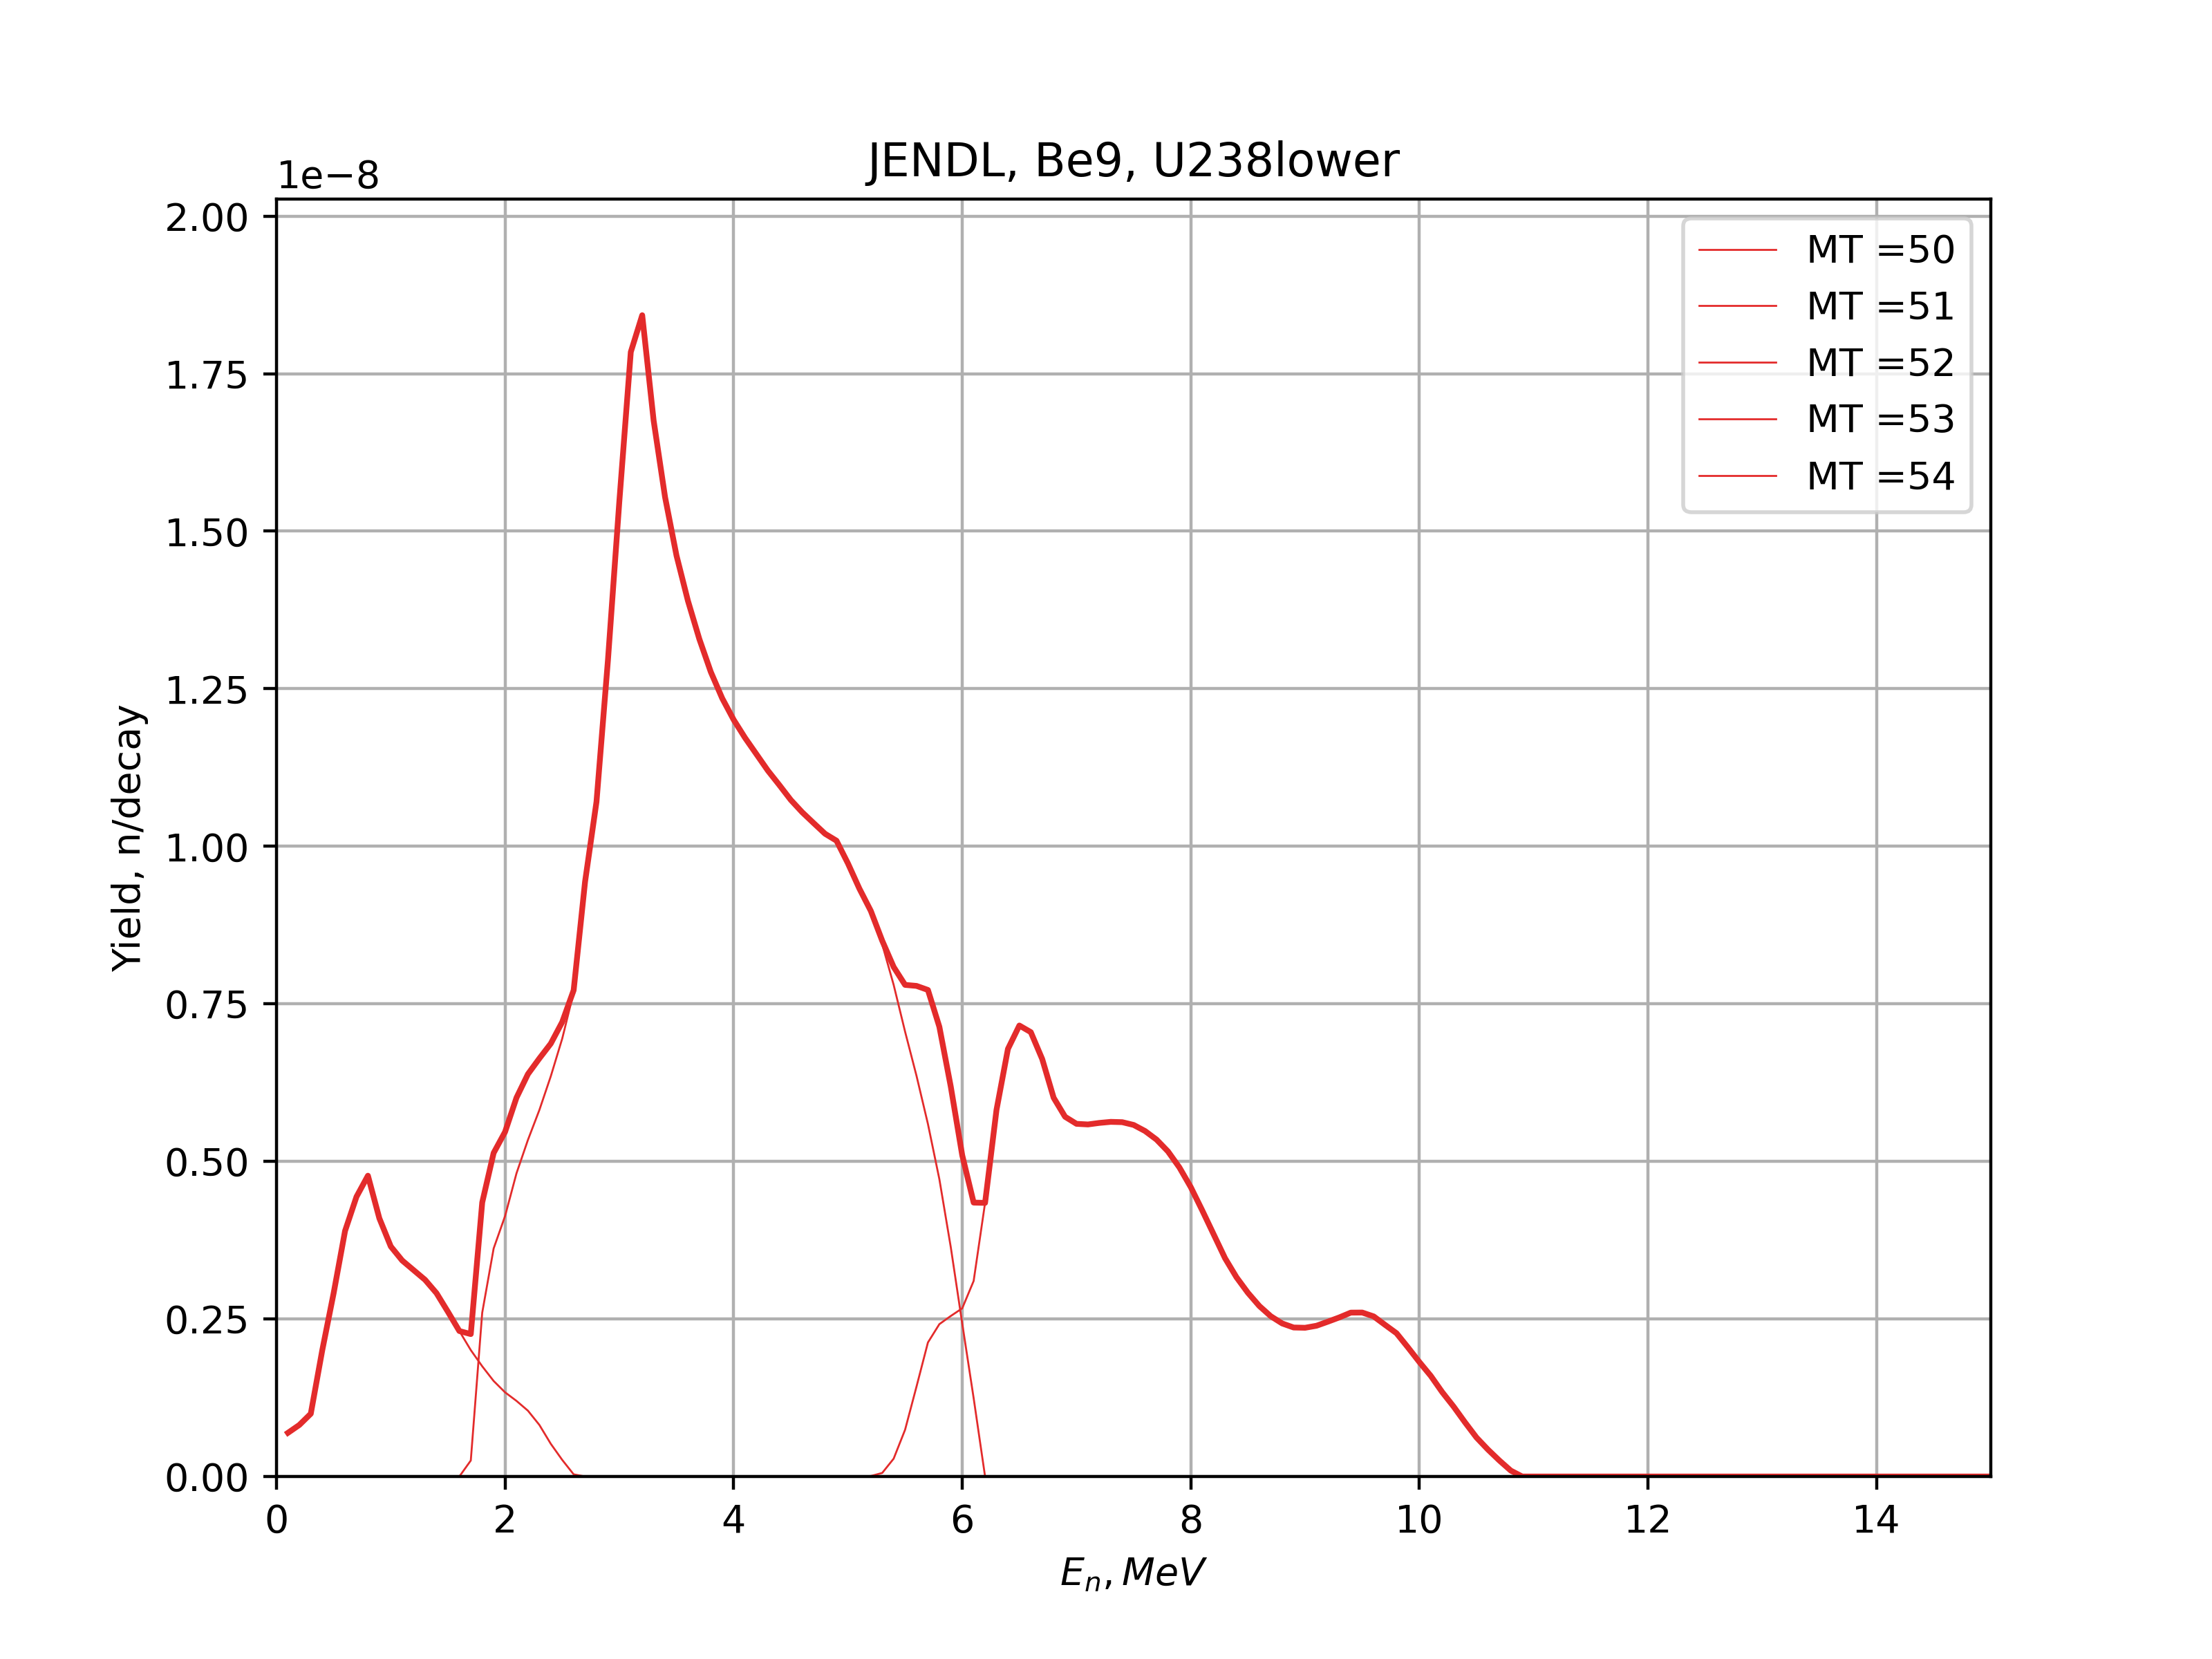 JENDL, Be9, U238lower
1e−8
2.00
1.75
1.50
1.25
1.00
0.75
0.50
0.25
0.00
Yield, n/decay
MT =50
MT =51
MT =52
MT =53
MT =54
0 2 4 6 8 10 12 14
En, MeV